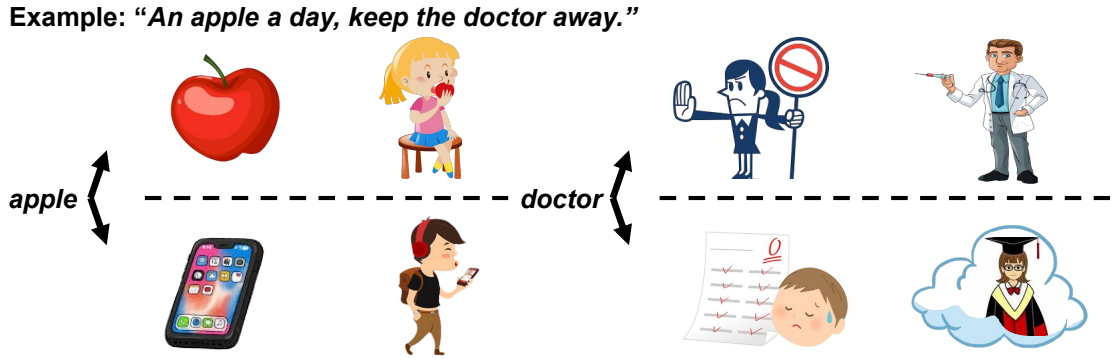 Example: “An apple a day, keep the doctor away.”
apple
doctor
0